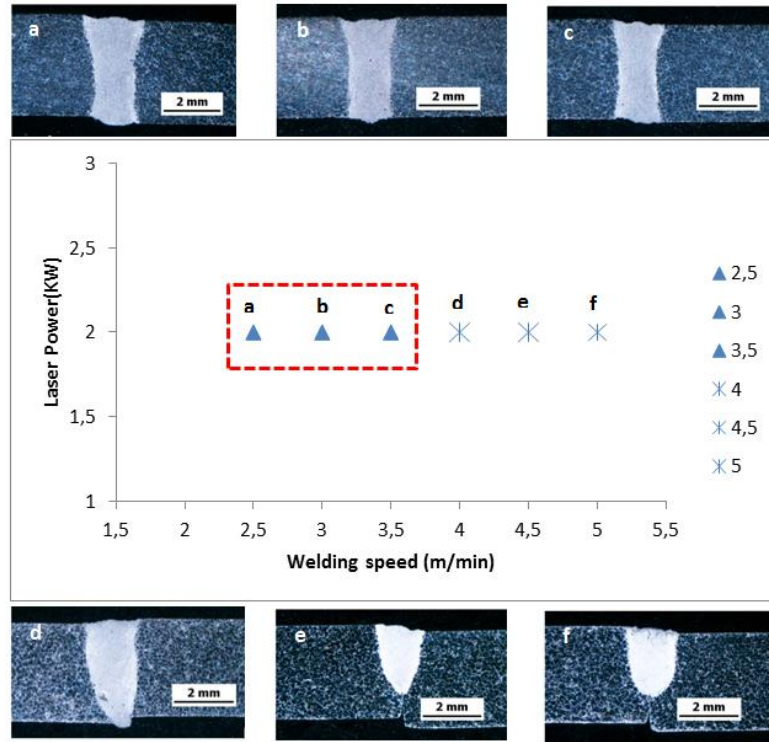 a
2 mm
b
2 mm
c
2 mm
3
2,5
2
1,5
1
Laser Power(KW)
a b c d e f
2,5
3
3,5
4
4,5
5
1,5 2 2,5 3 3,5 4 4,5 5 5,5
Welding speed (m/min)
d
2 mm
e
2 mm
f
2 mm